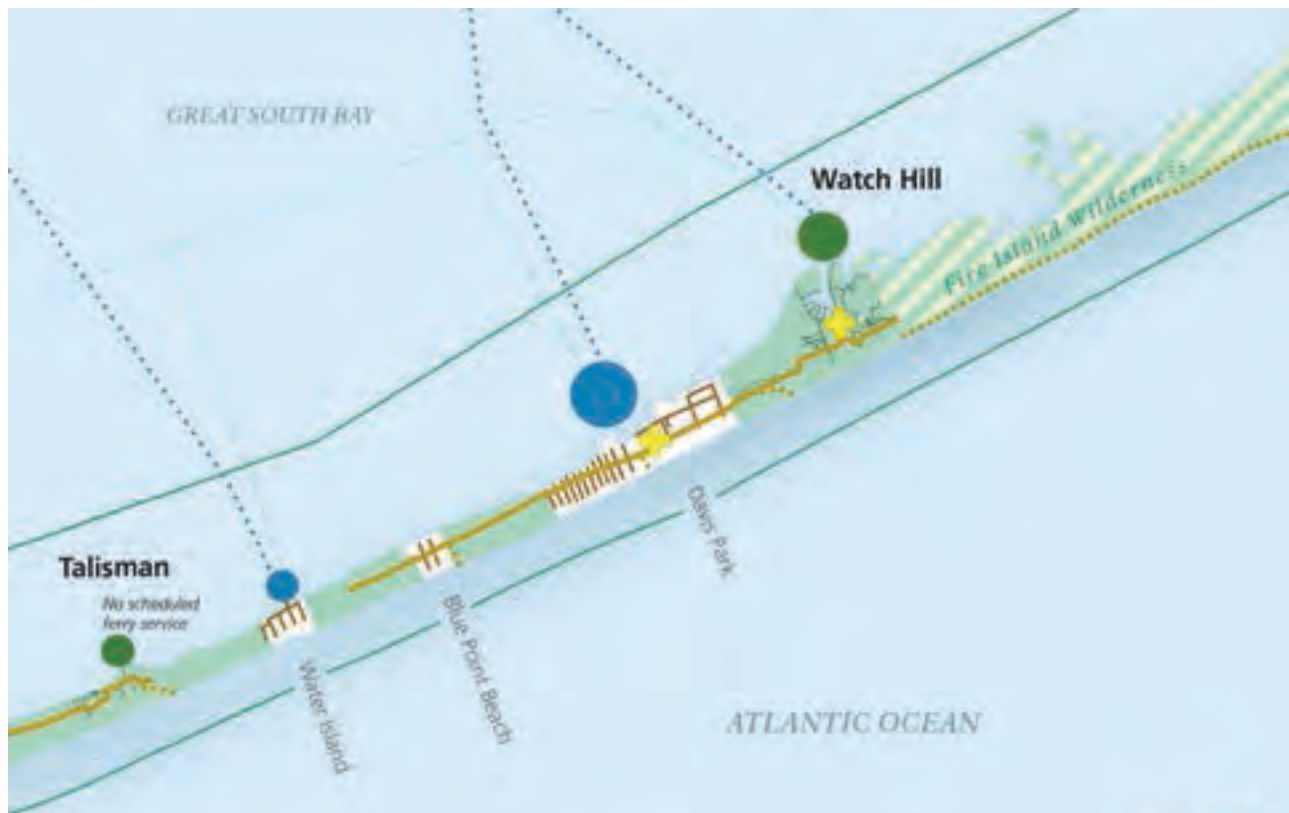 GREAT SOUTH BAY
Watch Hill
Fire Island Wilderness
Davis Park
Talisman
No scheduled
ferry service
Blue Point Beach
Water Island
ATLANTIC OCEAN